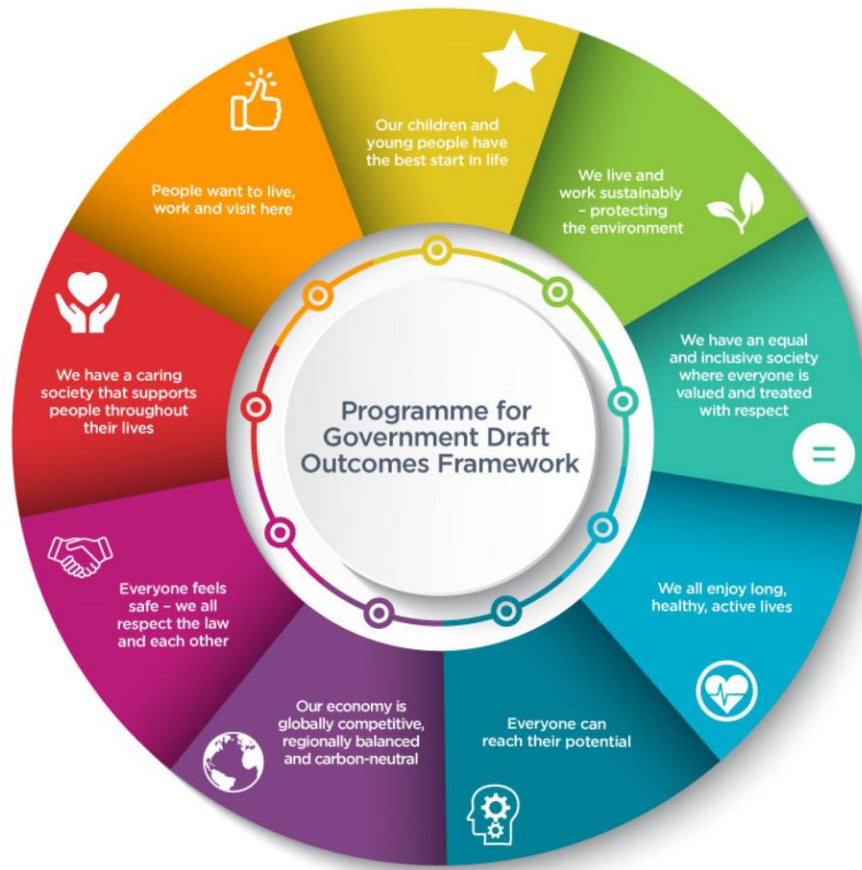 Our children and
young people have
the best start in life
We live and
work sustainably
– protecting
the environment
We have an equal
and inclusive society
where everyone is
valued and treated
with respect
=
We all enjoy long,
healthy, active lives
Everyone can
reach their potential
Our economy is
globally competitive,
regionally balanced
and carbon-neutral
Everyone feels
safe – we all
respect the law
and each other
We have a caring
society that supports
people throughout
their lives
People want to live,
work and visit here
Programme for
Government Draft
Outcomes Framework